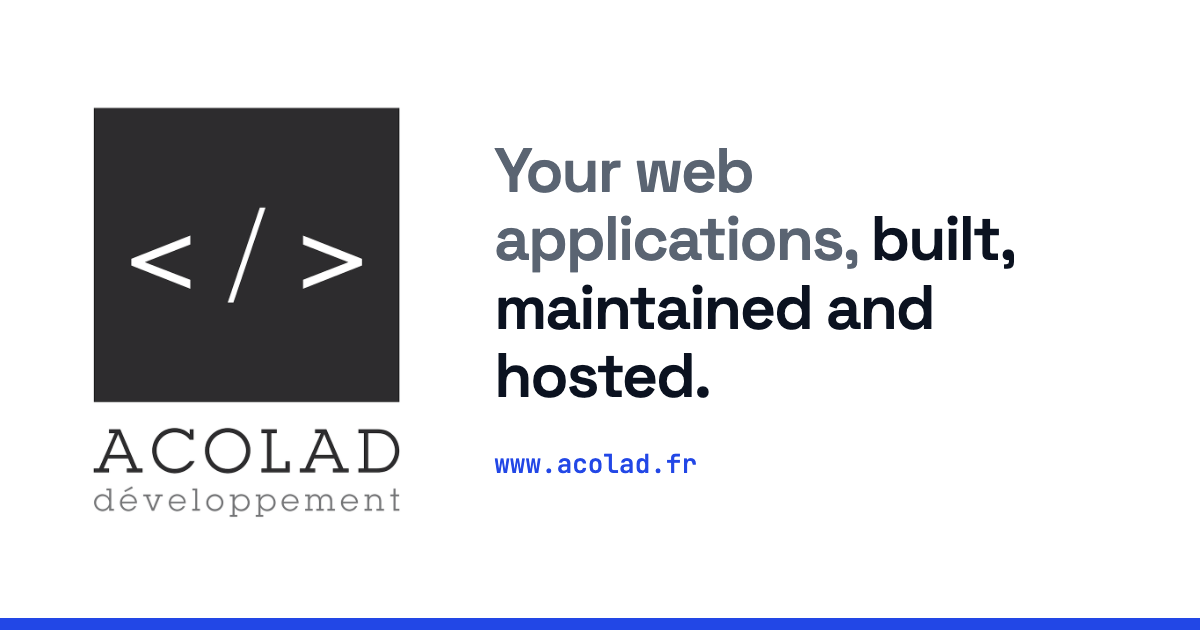 </>
ACOLAD
développement
Your web
applications, built,
maintained and
hosted.
www.acolad.fr